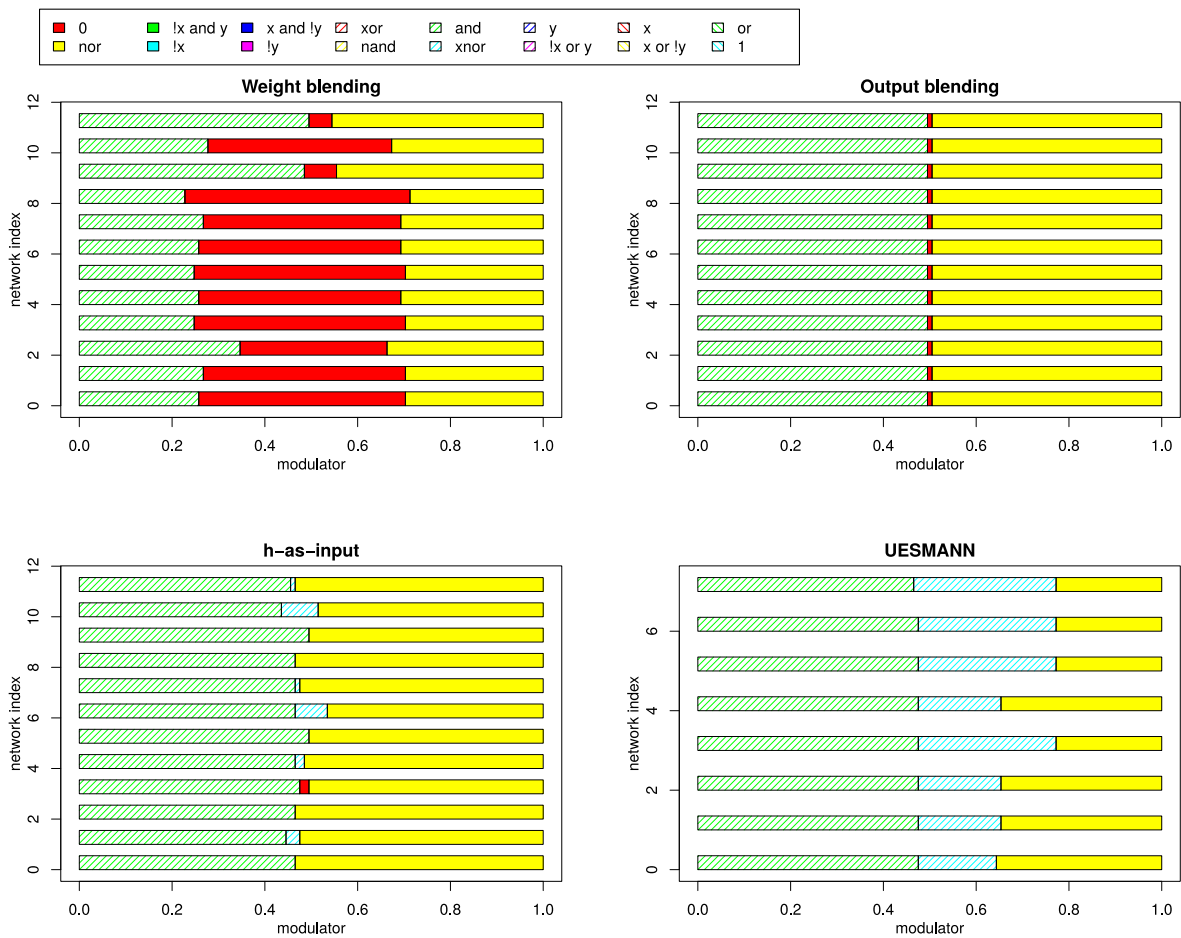 0 !x and y x and !y xor and y x or
nor !x !y nand xnor !x or y x or !y 1
Weight blending
network index
0 2 4 6 8 10 12
0.0 0.2 0.4 0.6 0.8 1.0
modulator
Output blending
network index
0 2 4 6 8 10 12
0.0 0.2 0.4 0.6 0.8 1.0
modulator
h−as−input
network index
0 2 4 6 8 10 12
0.0 0.2 0.4 0.6 0.8 1.0
modulator
UESMANN
network index
0 2 4 6
0.0 0.2 0.4 0.6 0.8 1.0
modulator